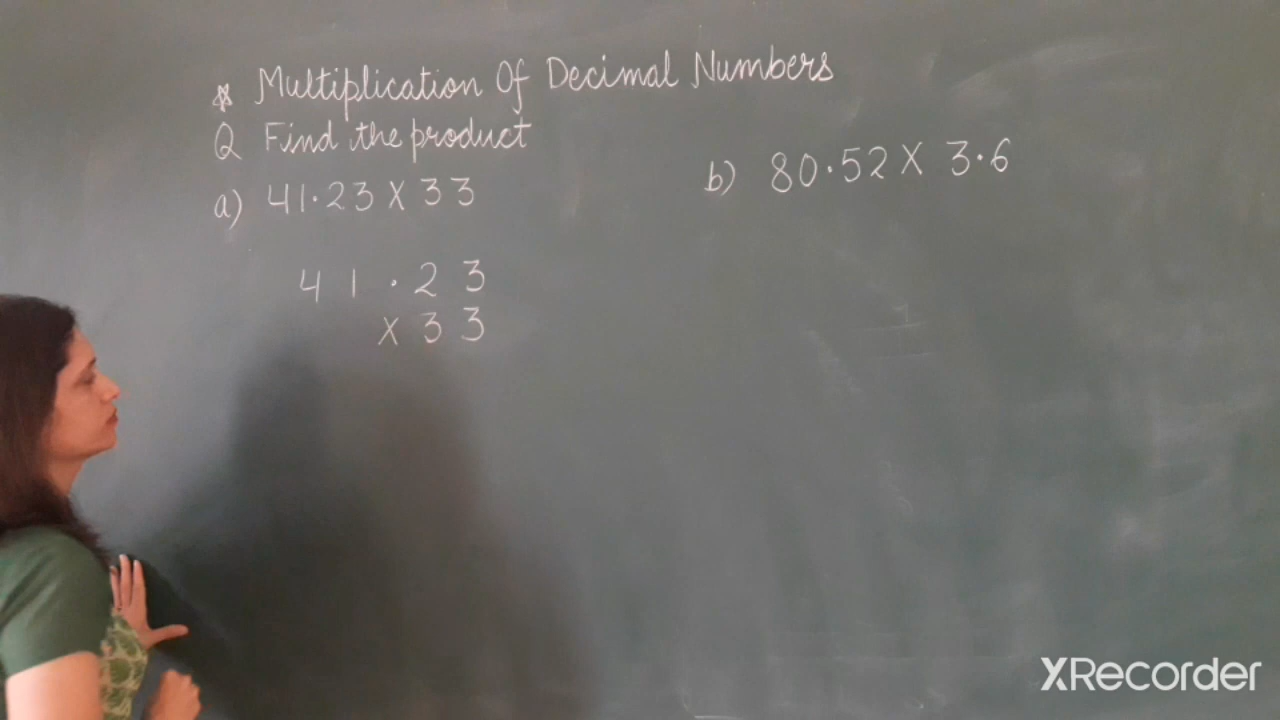 * Multiplication Of Decimal Numbers
Q Find the product
a) 41.23 X 33
b) 80.52 X 3.6
4 1 . 2 3
X 3 3
XRecorder